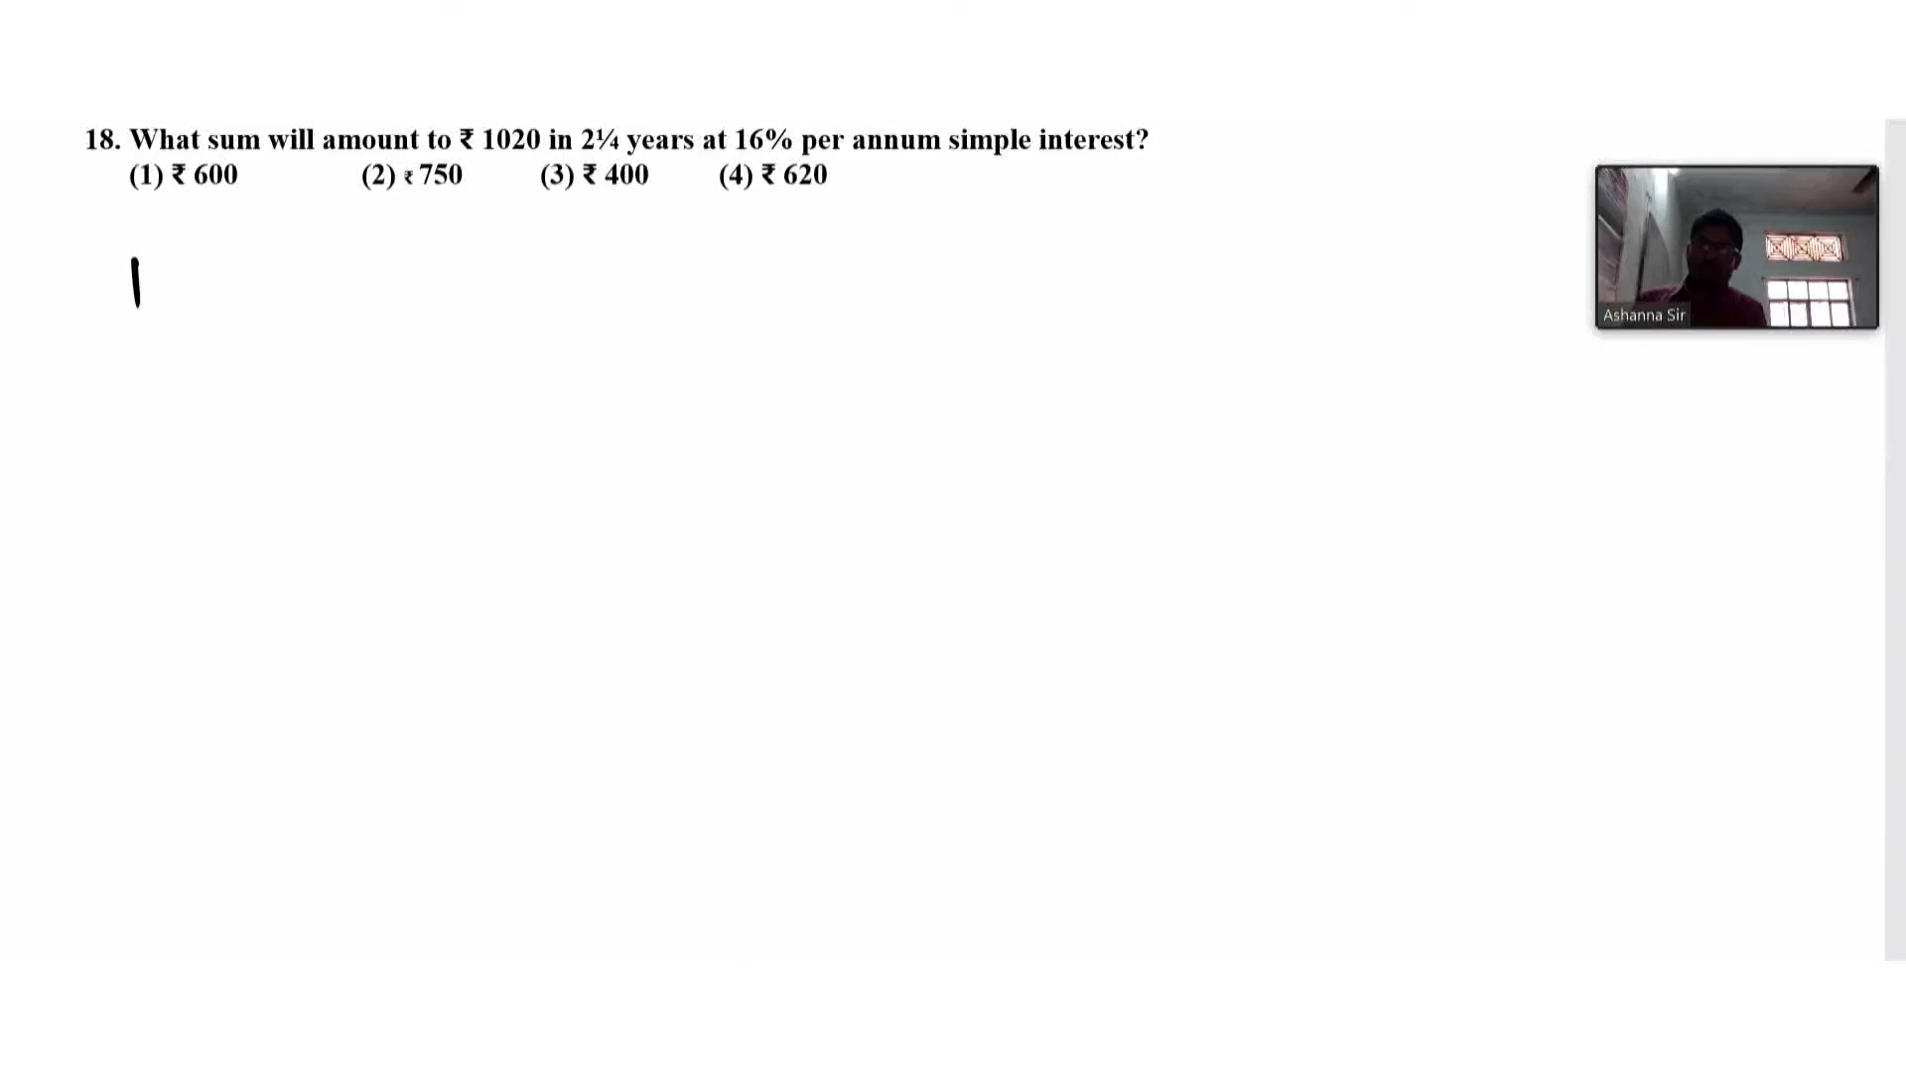 18. What sum will amount to ₹ 1020 in 2¼ years at 16% per annum simple interest?
(1) ₹ 600 (2) ₹ 750 (3) ₹ 400 (4) ₹ 620
Ashanna Sir